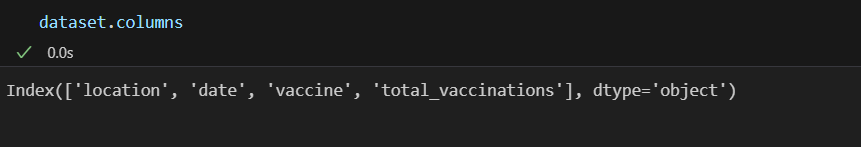 dataset.columns
0.0s
Index(['location', 'date', 'vaccine', 'total_vaccinations'], dtype='object')